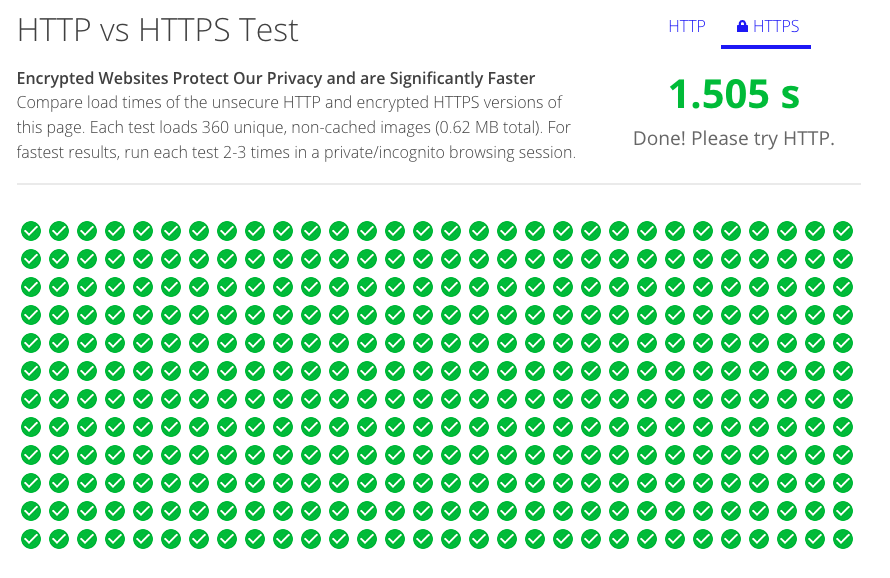 HTTP vs HTTPS Test
HTTP
HTTPS
Encrypted Websites Protect Our Privacy and are Significantly Faster
Compare load times of the unsecure HTTP and encrypted HTTPS versions of
this page. Each test loads 360 unique, non-cached images (0.62 MB total). For
fastest results, run each test 2-3 times in a private/incognito browsing session.
1.505 s
Done! Please try HTTP.